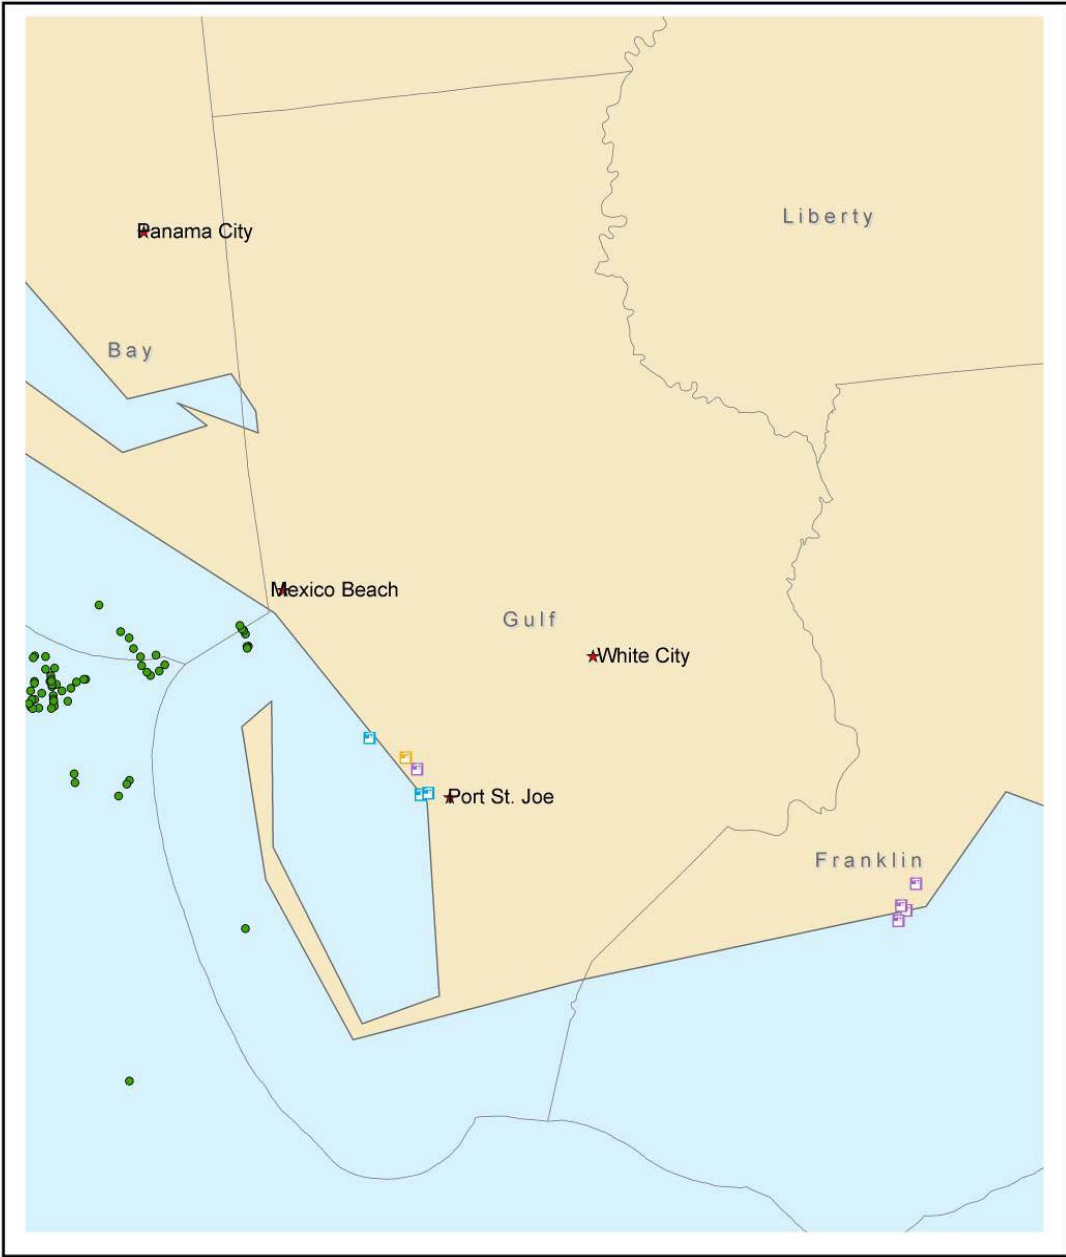 Liberty
Panama City
Bay
Mexico Beach
Gulf
White City
Port St. Joe
Franklin